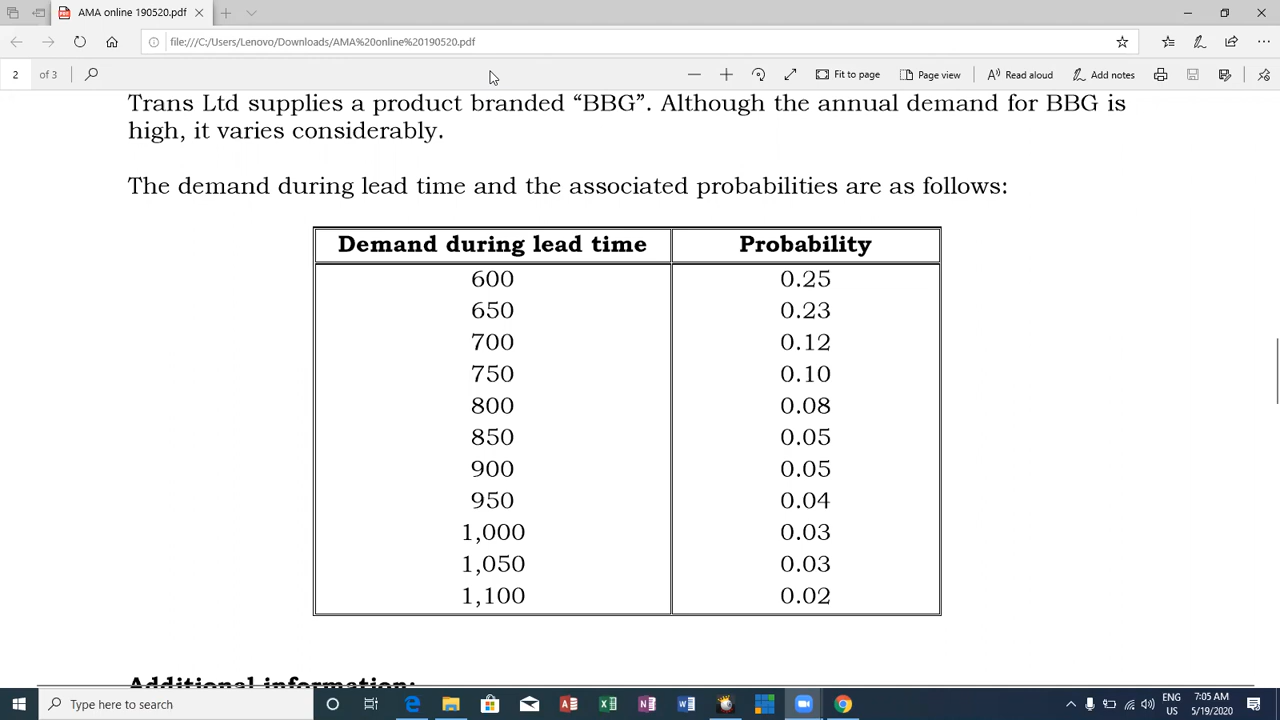 AMA online 190520.pdf
file:///C:/Users/Lenovo/Downloads/AMA%20online%20190520.pdf
2 of 3 Fit to page Page view Read aloud Add notes
Trans Ltd supplies a product branded “BBG”. Although the annual demand for BBG is
high, it varies considerably.
The demand during lead time and the associated probabilities are as follows:
Demand during lead time Probability
600 0.25
650 0.23
700 0.12
750 0.10
800 0.08
850 0.05
900 0.05
950 0.04
1,000 0.03
1,050 0.03
1,100 0.02
Additional information:
Type here to search
ENG 7:05 AM
US 5/19/2020